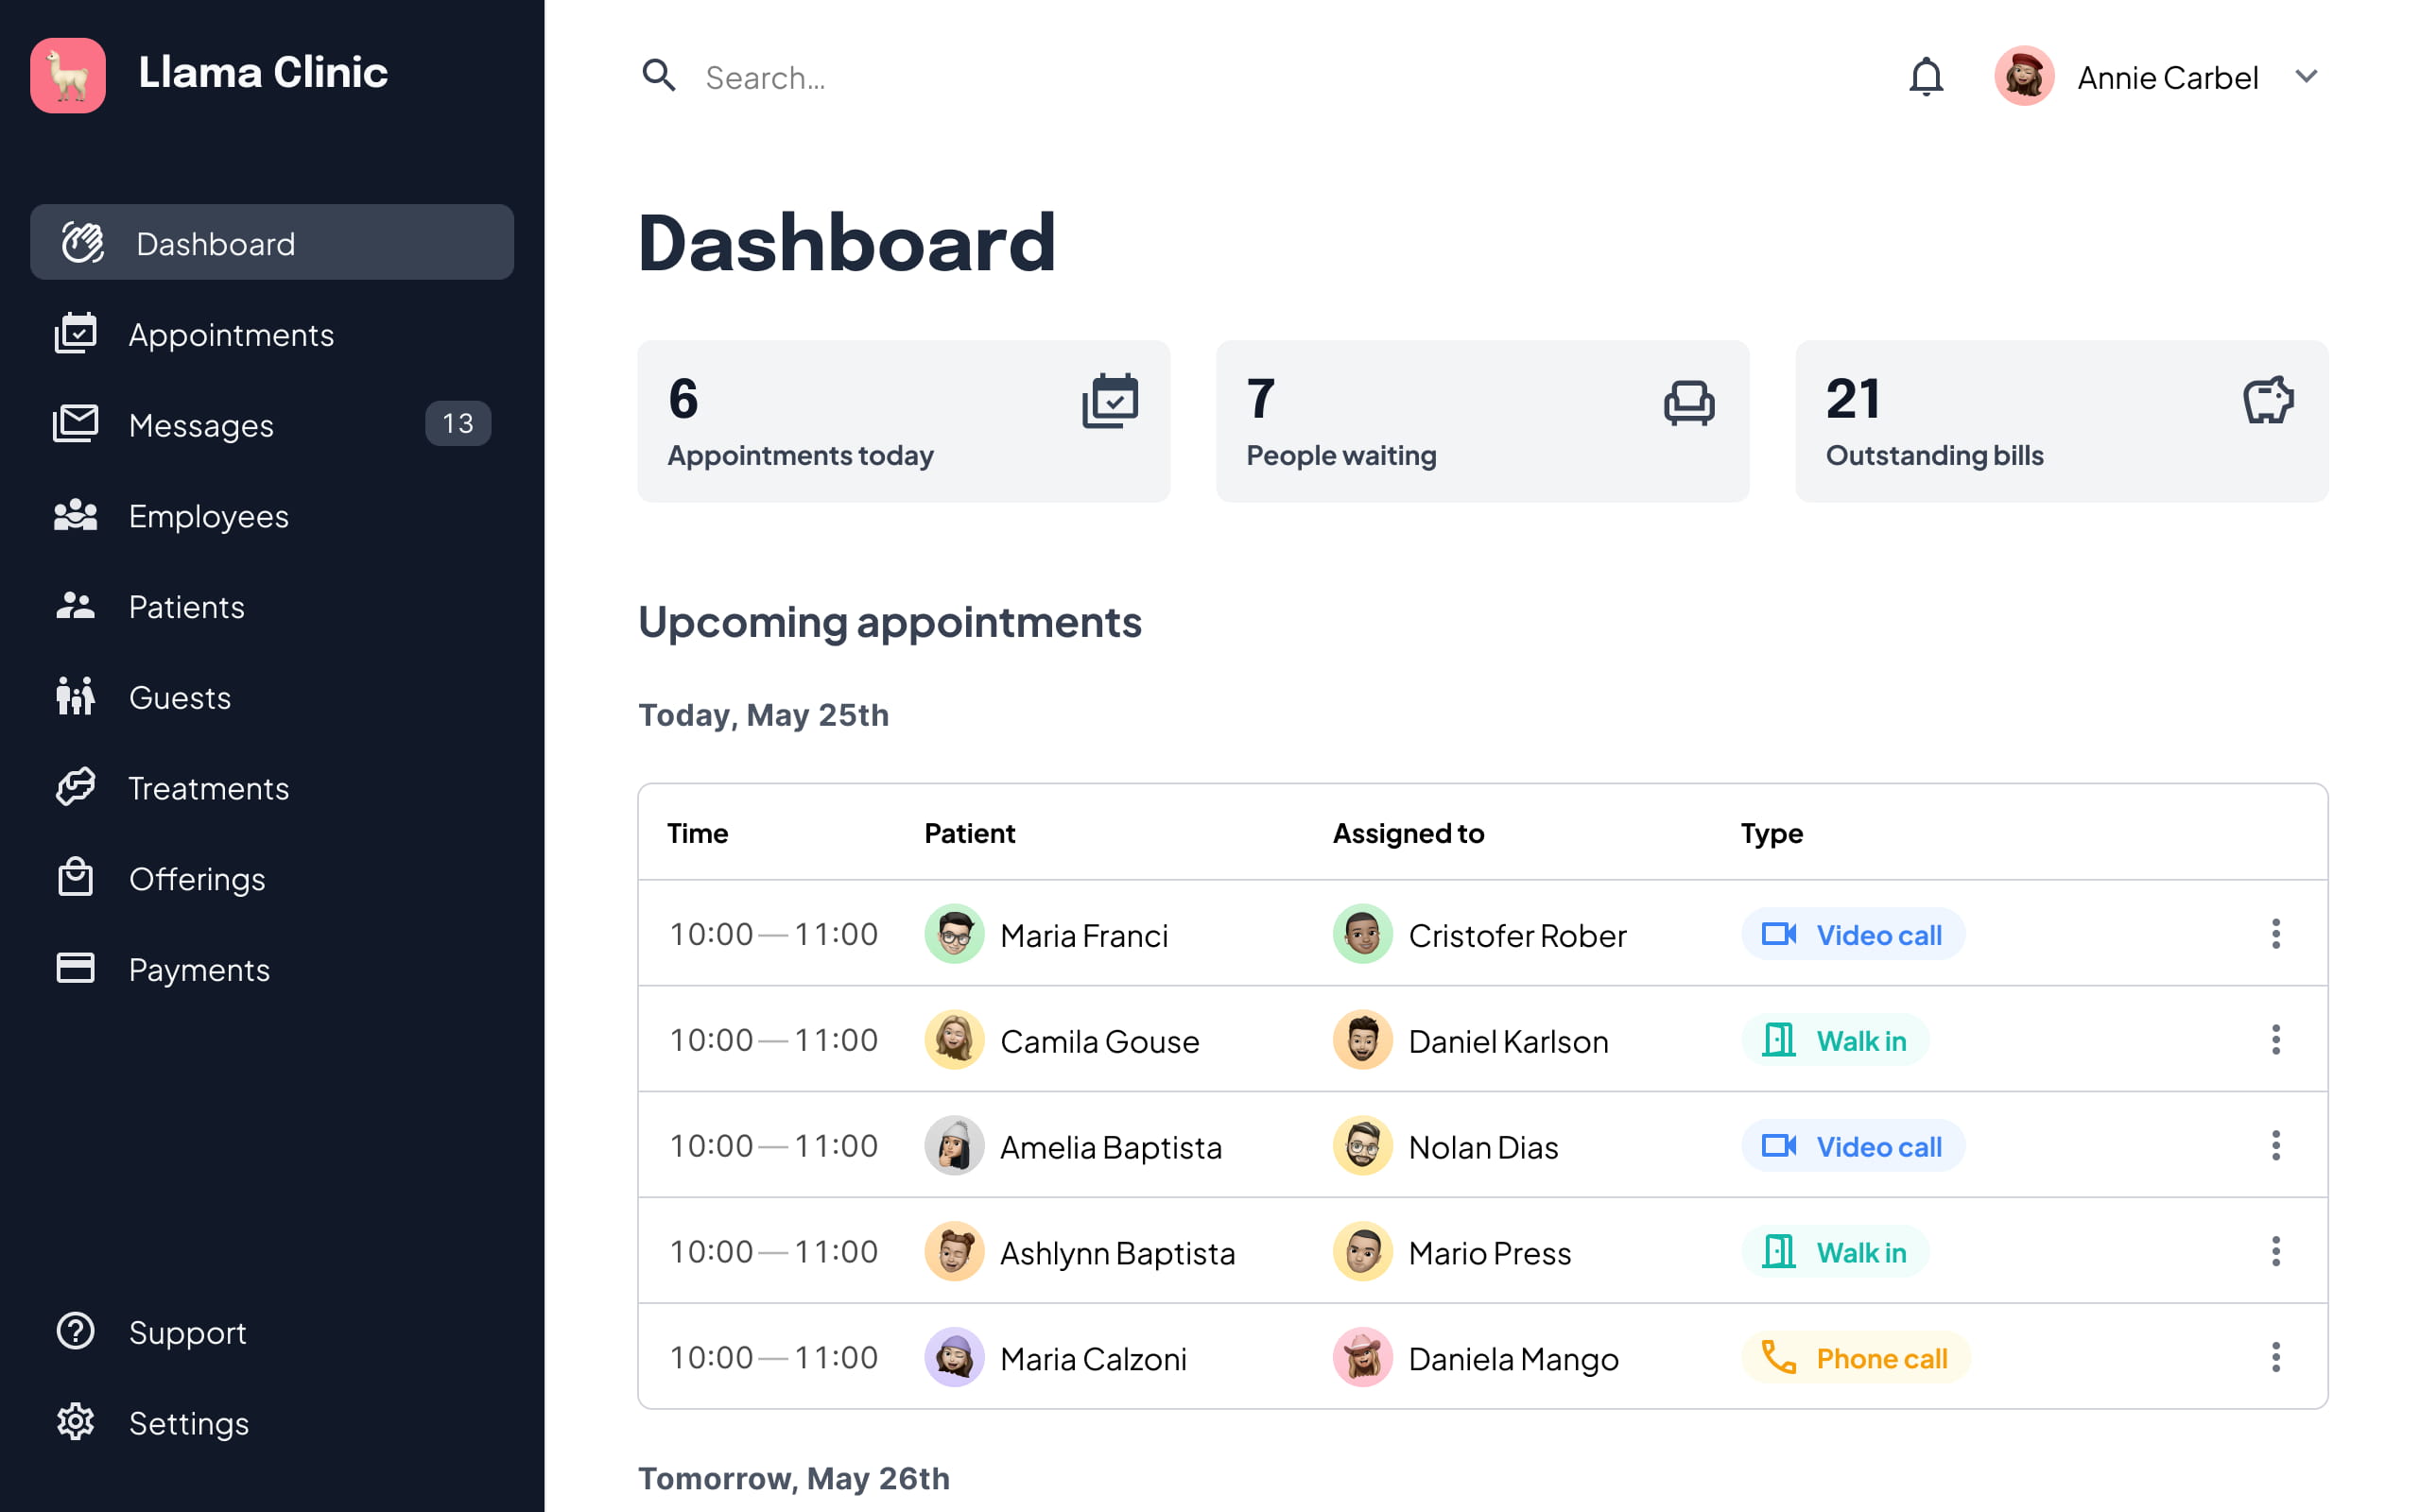 Llama Clinic
Dashboard
Appointments
Messages 13
Employees
Patients
Guests
Treatments
Offerings
Payments
Support
Settings
Search...
Annie Carbel
Dashboard
6
Appointments today
7
People waiting
21
Outstanding bills
Upcoming appointments
Today, May 25th
Time Patient Assigned to Type
10:00—11:00 Maria Franci Cristofer Rober Video call
10:00—11:00 Camila Gouse Daniel Karlson Walk in
10:00—11:00 Amelia Baptista Nolan Dias Video call
10:00—11:00 Ashlynn Baptista Mario Press Walk in
10:00—11:00 Maria Calzoni Daniela Mango Phone call
Tomorrow, May 26th